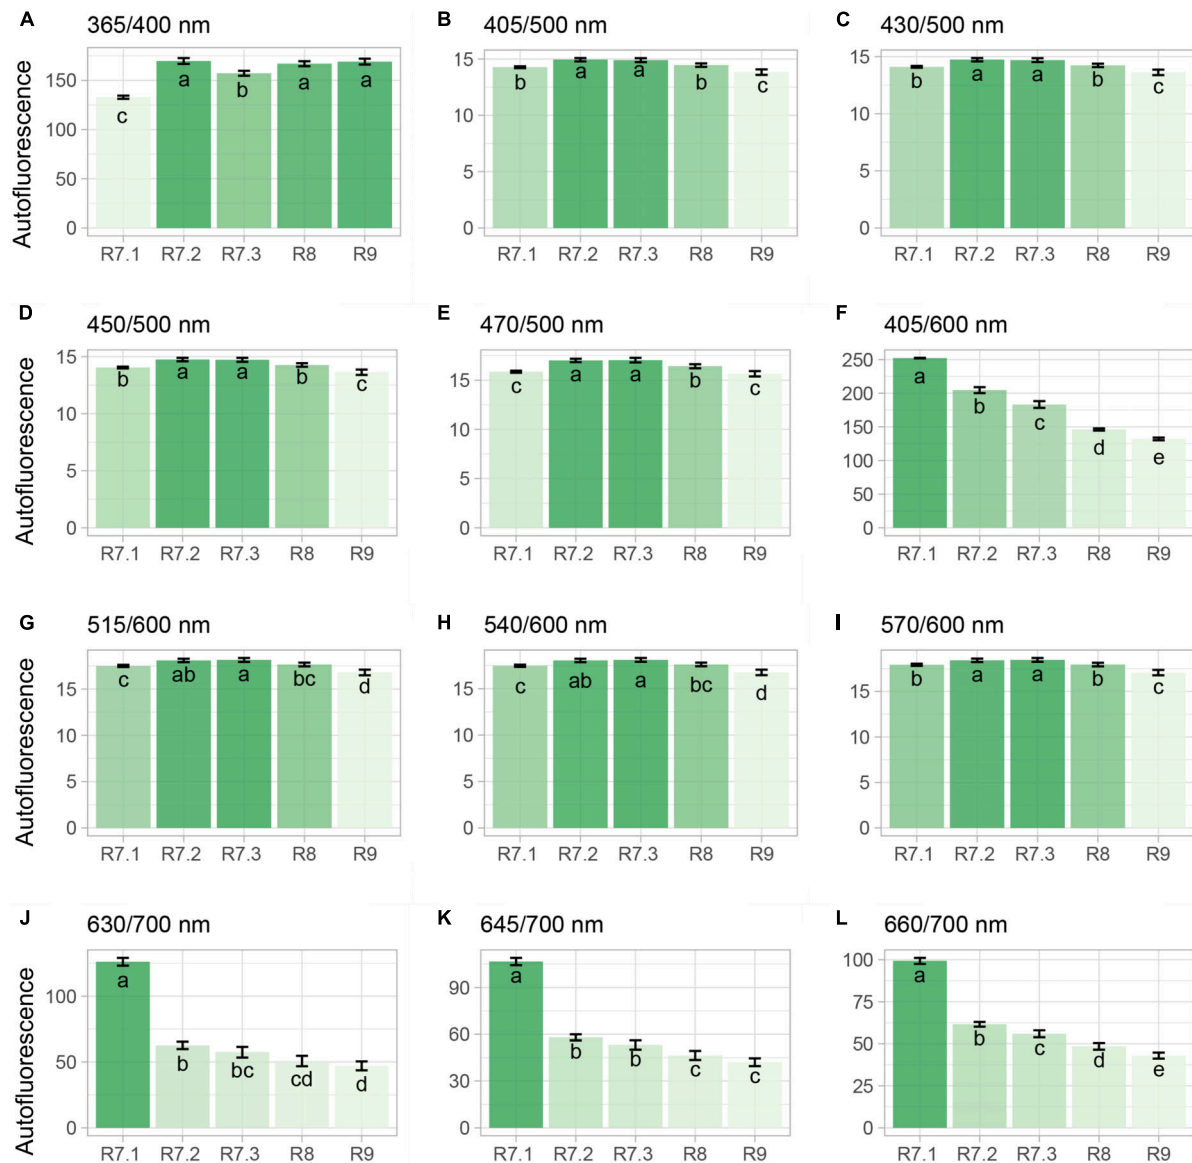 A 365/400 nm
Autofluorescence
150
100
50
0
c a b a a
R7.1 R7.2 R7.3 R8 R9
B 405/500 nm
15
10
5
0
b a a b c
R7.1 R7.2 R7.3 R8 R9
C 430/500 nm
15
10
5
0
b a a b c
R7.1 R7.2 R7.3 R8 R9
D 450/500 nm
Autofluorescence
15
10
5
0
b a a b c
R7.1 R7.2 R7.3 R8 R9
E 470/500 nm
15
10
5
0
c a a b c
R7.1 R7.2 R7.3 R8 R9
F 405/600 nm
250
200
150
100
50
0
a b c d e
R7.1 R7.2 R7.3 R8 R9
G 515/600 nm
Autofluorescence
15
10
5
0
c ab a bc d
R7.1 R7.2 R7.3 R8 R9
H 540/600 nm
15
10
5
0
c ab a bc d
R7.1 R7.2 R7.3 R8 R9
I 570/600 nm
15
10
5
0
b a a b c
R7.1 R7.2 R7.3 R8 R9
J 630/700 nm
Autofluorescence
100
50
0
a b bc cd d
R7.1 R7.2 R7.3 R8 R9
K 645/700 nm
90
60
30
0
a b b c c
R7.1 R7.2 R7.3 R8 R9
L 660/700 nm
100
75
50
25
0
a b c d e
R7.1 R7.2 R7.3 R8 R9